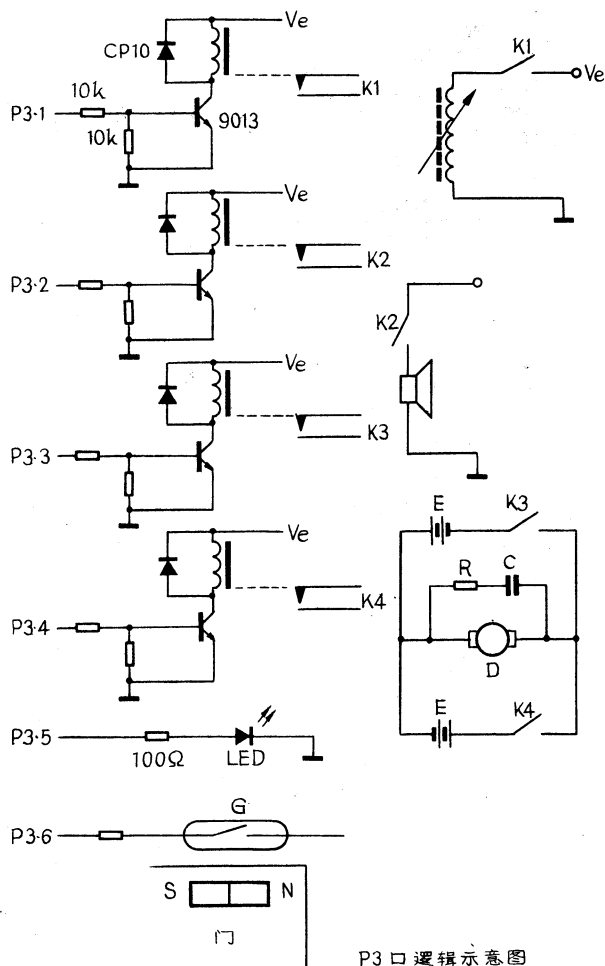 Ve
CP10
K1
10k
P3·1
10k
9013
K1
Ve
Ve
K2
P3·2
K2
Ve
K3
P3·3
Ve
K4
P3·4
E
K3
R
C
D
E
K4
P3·5
100Ω
LED
G
P3·6
S
N
门
P3口逻辑示意图